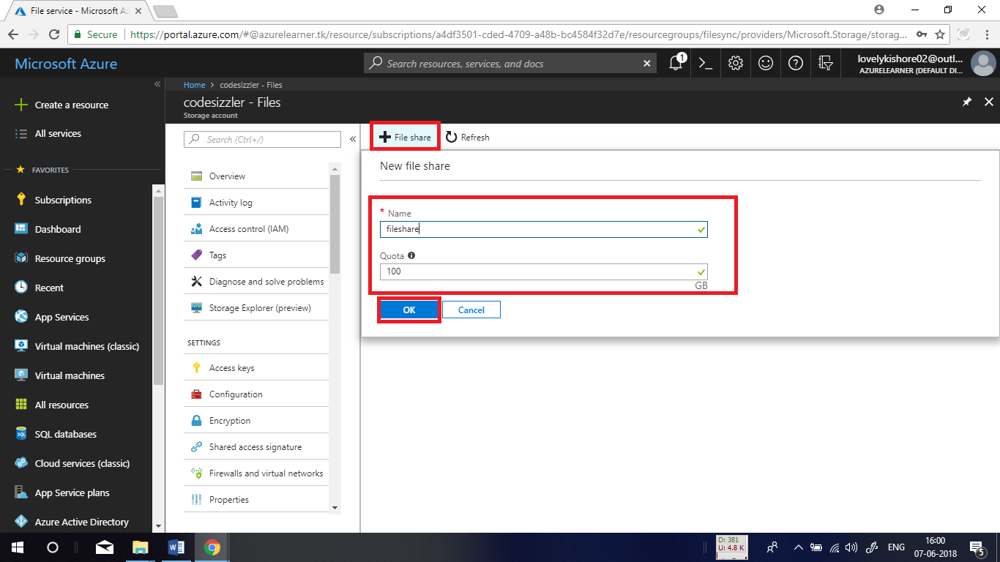 File service - Microsoft Az
Secure
https://portal.azure.com/#@azurelearner.tk/resource/subscriptions/a4df3501-cded-4709-a48b-bc4584f32d7e/resourcegroups/filesync/providers/Microsoft.Storage/storag...
Microsoft Azure
Search resources, services, and docs
1
lovelykishore02@outl...
AZURELEARNER (DEFAULT DI...
Home > codesizzler - Files
codesizzler - Files
Storage account
Create a resource
All services
FAVORITES
Subscriptions
Dashboard
Resource groups
Recent
App Services
Virtual machines (classic)
Virtual machines
All resources
SQL databases
Cloud services (classic)
App Service plans
Azure Active Directory
Search (Ctrl+/)
Overview
Activity log
Access control (IAM)
Tags
Diagnose and solve problems
Storage Explorer (preview)
SETTINGS
Access keys
Configuration
Encryption
Shared access signature
Firewalls and virtual networks
Properties
File share
Refresh
New file share
* Name
fileshare
Quota
100
GB
OK
Cancel
D: 381
U: 4.8 K
ENG
16:00
07-06-2018
5